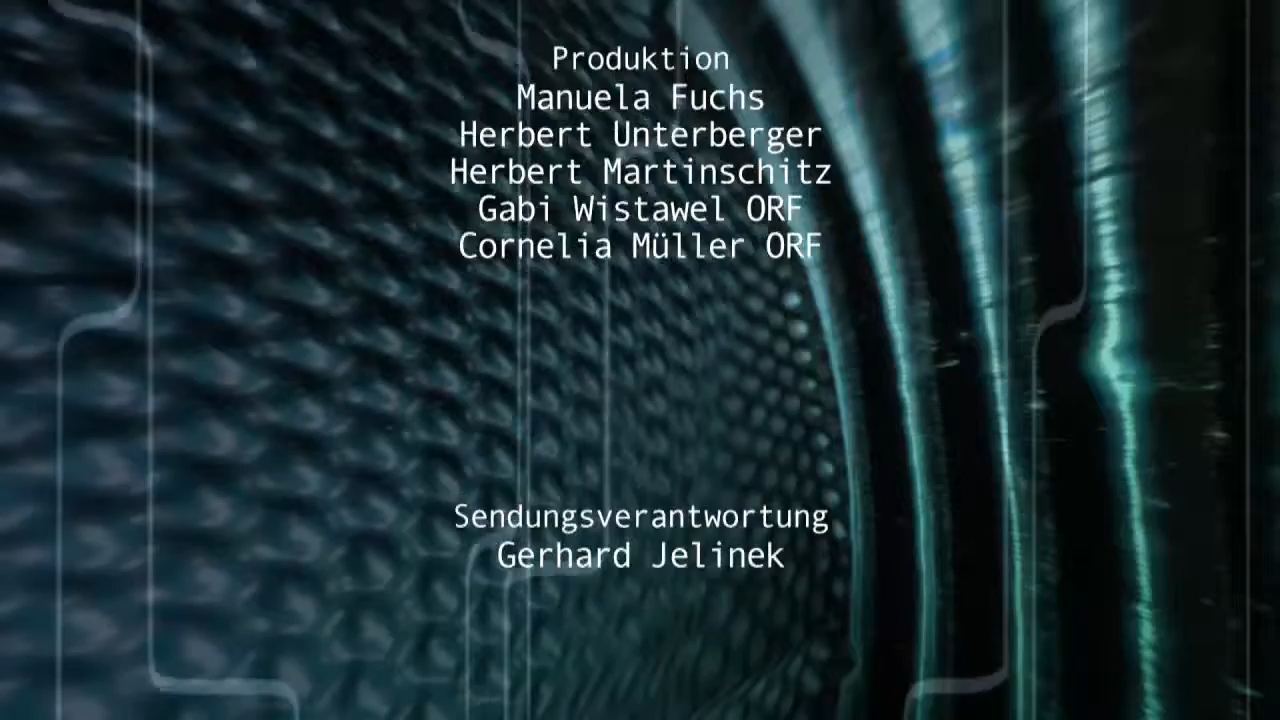 Produktion
Manuela Fuchs
Herbert Unterberger
Herbert Martinschitz
Gabi Wistawel ORF
Cornelia Müller ORF
Sendungsverantwortung
Gerhard Jelinek